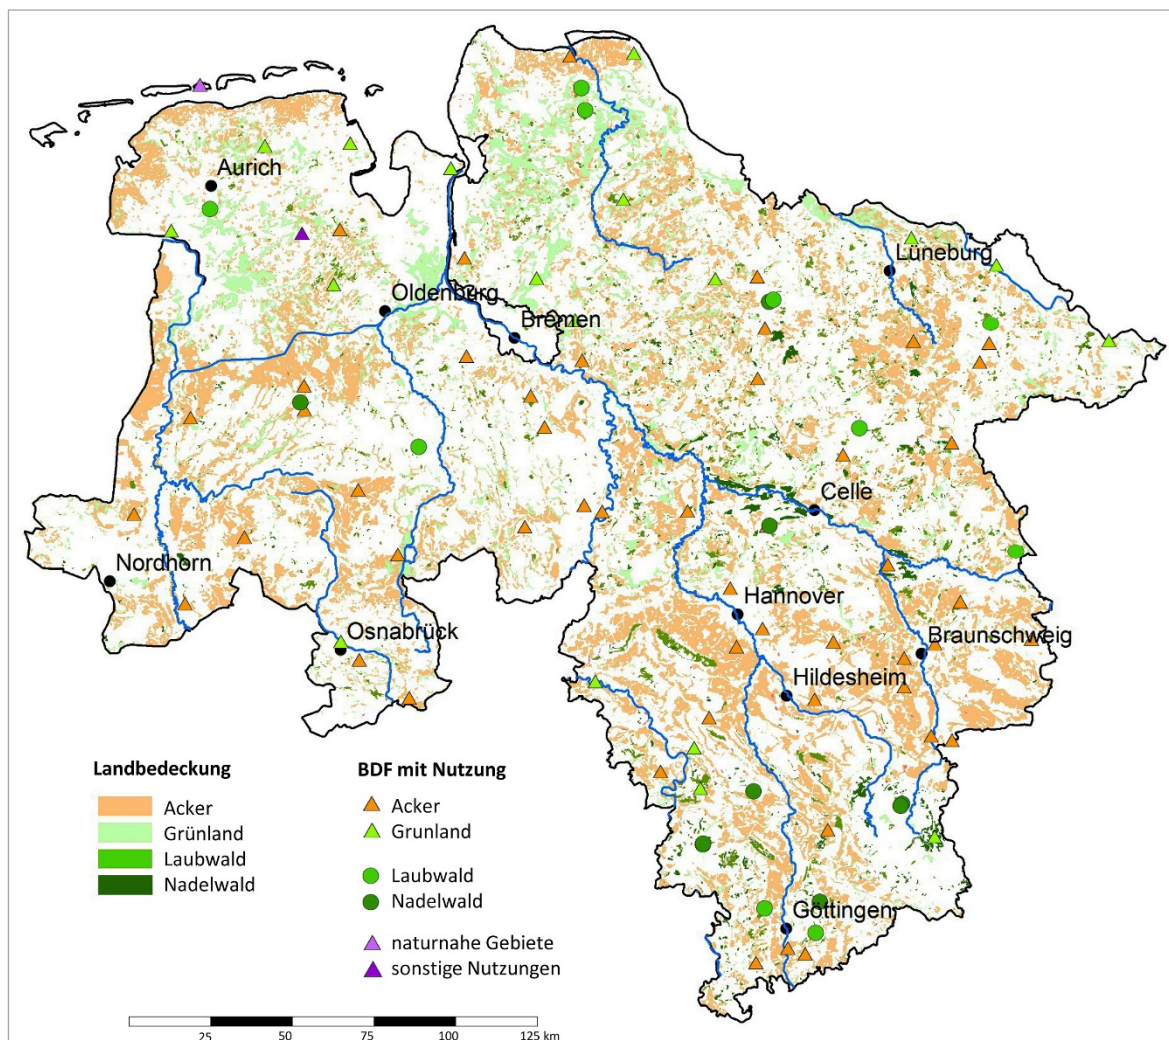 Aurich
Lüneburg
Oldenburg
Bremen
Celle
Nordhorn
Hannover
Osnabrück
Braunschweig
Hildesheim
Göttingen
Landbedeckung
Acker
Grünland
Laubwald
Nadelwald
BDF mit Nutzung
Acker
Grunland
Laubwald
Nadelwald
naturnahe Gebiete
sonstige Nutzungen
25 50 75 100 125 km